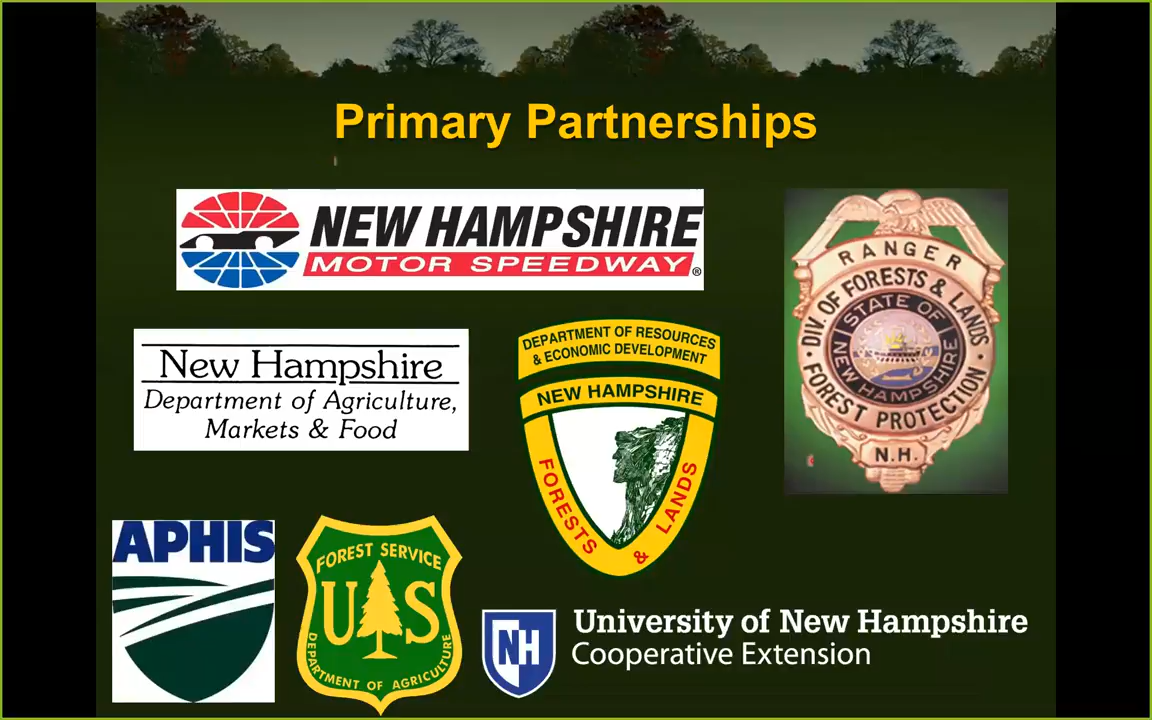 Primary Partnerships
NEW HAMPSHIRE
MOTOR SPEEDWAY®
RANGER
DIV. OF FORESTS & LANDS
STATE OF
NEW HAMPSHIRE
FOREST PROTECTION
N.H.
New Hampshire
Department of Agriculture,
Markets & Food
DEPARTMENT OF RESOURCES
& ECONOMIC DEVELOPMENT
NEW HAMPSHIRE
FORESTS & LANDS
APHIS
FOREST SERVICE
US
DEPARTMENT OF AGRICULTURE
NH
University of New Hampshire
Cooperative Extension